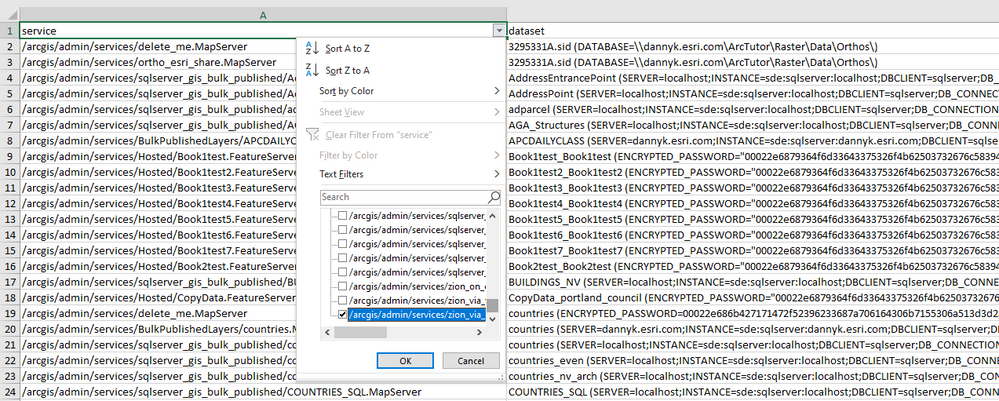 A
1 service dataset
2 /arcgis/admin/services/delete_me.MapServer 3295331A.sid (DATABASE=\\dannyk.esri.com\ArcTutor\Raster\Data\Orthos\)
3 /arcgis/admin/services/ortho_esri_share.MapServer 3295331A.sid (DATABASE=\\dannyk.esri.com\ArcTutor\Raster\Data\Orthos\)
4 /arcgis/admin/services/sqlserver_gis_bulk_published/Ad AddressEntrancePoint (SERVER=localhost;INSTANCE=sde:sqlserver:localhost;DBCLIENT=sqlserver;DB_
5 /arcgis/admin/services/sqlserver_gis_bulk_published/Ad AddressPoint (SERVER=localhost;INSTANCE=sde:sqlserver:localhost;DBCLIENT=sqlserver;DB_CONNECT
6 /arcgis/admin/services/sqlserver_gis_bulk_published/ad adparcel (SERVER=localhost;INSTANCE=sde:sqlserver:localhost;DBCLIENT=sqlserver;DB_CONNECTION
7 /arcgis/admin/services/sqlserver_gis_bulk_published/AG AGA_Structures (SERVER=localhost;INSTANCE=sde:sqlserver:localhost;DBCLIENT=sqlserver;DB_CONNE
8 /arcgis/admin/services/BulkPublishedLayers/APCDAILY APCDAILYCLASS (SERVER=dannyk.esri.com;INSTANCE=sde:sqlserver:dannyk.esri.com;DBCLIENT=sqlse
9 /arcgis/admin/services/Hosted/Book1test.FeatureServer Book1test_Book1test (ENCRYPTED_PASSWORD="00022e6879364f6d33643375326f4b62503732676c58394
10 /arcgis/admin/services/Hosted/Book1test2.FeatureServe Book1test2_Book1test (ENCRYPTED_PASSWORD="00022e6879364f6d33643375326f4b62503732676c583
11 /arcgis/admin/services/Hosted/Book1test3.FeatureServe Book1test3_Book1test (ENCRYPTED_PASSWORD="00022e6879364f6d33643375326f4b62503732676c583
12 /arcgis/admin/services/Hosted/Book1test4.FeatureServe Book1test4_Book1test (ENCRYPTED_PASSWORD="00022e6879364f6d33643375326f4b62503732676c583
13 /arcgis/admin/services/Hosted/Book1test5.FeatureServe Book1test5_Book1test (ENCRYPTED_PASSWORD="00022e6879364f6d33643375326f4b62503732676c583
14 /arcgis/admin/services/Hosted/Book1test6.FeatureServe Book1test6_Book1test (ENCRYPTED_PASSWORD="00022e6879364f6d33643375326f4b62503732676c583
15 /arcgis/admin/services/Hosted/Book1test7.FeatureServe Book1test7_Book1test (ENCRYPTED_PASSWORD="00022e6879364f6d33643375326f4b62503732676c583
16 /arcgis/admin/services/Hosted/Book2test.FeatureServer Book2test_Book2test (ENCRYPTED_PASSWORD="00022e6879364f6d33643375326f4b62503732676c58394
17 /arcgis/admin/services/sqlserver_gis_bulk_published/BU BUILDINGS_NV (SERVER=localhost;INSTANCE=sde:sqlserver:localhost;DBCLIENT=sqlserver;DB_CONNEC
18 /arcgis/admin/services/Hosted/CopyData.FeatureServer CopyData_portland_council (ENCRYPTED_PASSWORD="00022e6879364f6d33643375326f4b62503732676
19 /arcgis/admin/services/delete_me.MapServer countries (ENCRYPTED_PASSWORD=00022e686b427171472f52396233687a706164306b7155306a513d3d2
20 /arcgis/admin/services/BulkPublishedLayers/countries.M countries (SERVER=dannyk.esri.com;INSTANCE=sde:sqlserver:dannyk.esri.com;DBCLIENT=sqlserver;D
21 /arcgis/admin/services/sqlserver_gis_bulk_published/co countries (SERVER=localhost;INSTANCE=sde:sqlserver:localhost;DBCLIENT=sqlserver;DB_CONNECTION
22 /arcgis/admin/services/sqlserver_gis_bulk_published/co countries_even (SERVER=localhost;INSTANCE=sde:sqlserver:localhost;DBCLIENT=sqlserver;DB_CONNE
23 /arcgis/admin/services/sqlserver_gis_bulk_published/co countries_nv_arch (SERVER=localhost;INSTANCE=sde:sqlserver:localhost;DBCLIENT=sqlserver;DB_CO
24 /arcgis/admin/services/sqlserver_gis_bulk_published/COUNTRIES_SQL.MapServer COUNTRIES_SQL (SERVER=localhost;INSTANCE=sde:sqlserver:localhost;DBCLIENT=sqlserver;DB_CONNE
Sort A to Z
Sort Z to A
Sort by Color
Sheet View
Clear Filter From "service"
Filter by Color
Text Filters
Search
/arcgis/admin/services/sqlserver_
/arcgis/admin/services/sqlserver_
/arcgis/admin/services/sqlserver_
/arcgis/admin/services/sqlserver_
/arcgis/admin/services/sqlserver_
/arcgis/admin/services/zion_on_
/arcgis/admin/services/zion_via_
/arcgis/admin/services/zion_via_
OK Cancel